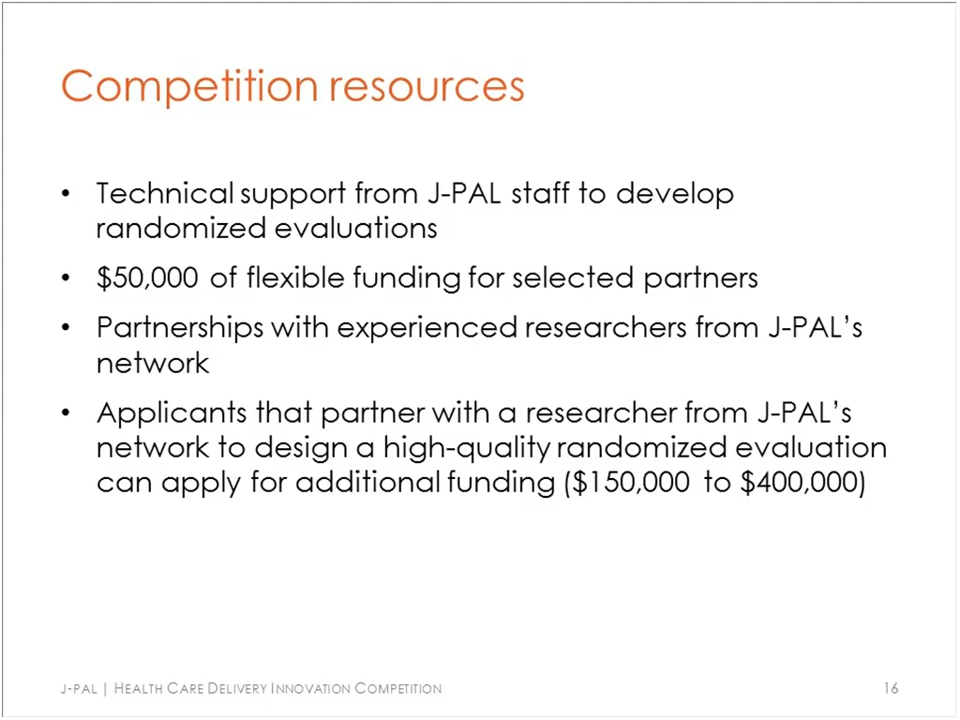 Competition resources
• Technical support from J-PAL staff to develop
randomized evaluations
• $50,000 of flexible funding for selected partners
• Partnerships with experienced researchers from J-PAL’s
network
• Applicants that partner with a researcher from J-PAL’s
network to design a high-quality randomized evaluation
can apply for additional funding ($150,000 to $400,000)
J-PAL | HEALTH CARE DELIVERY INNOVATION COMPETITION 16